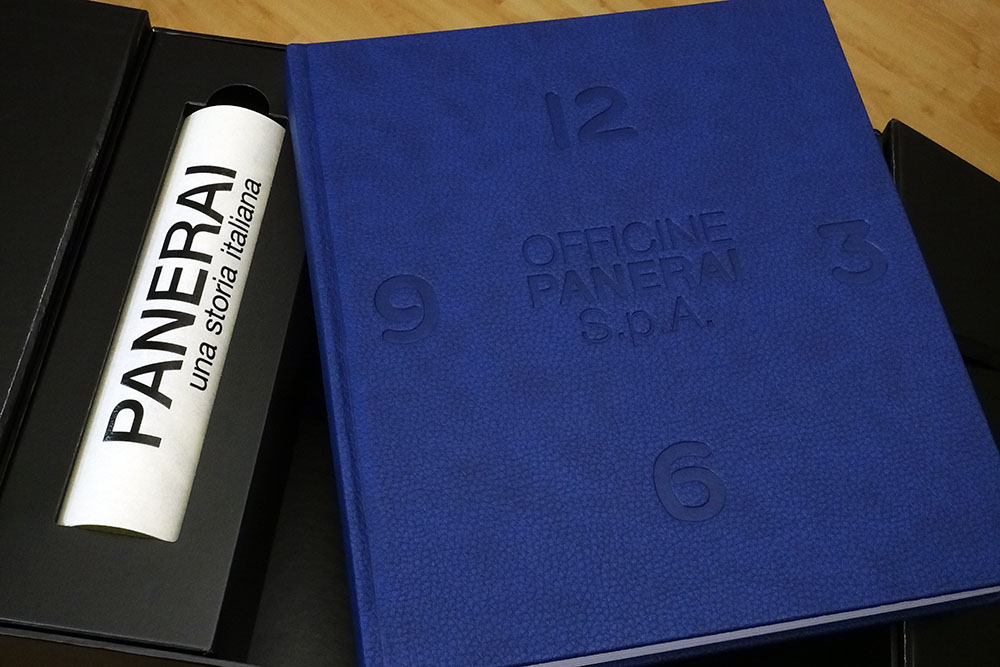 PANERAI
una storia italiana
12
9
3
6
OFFICINE
PANERAI
S.p.A.